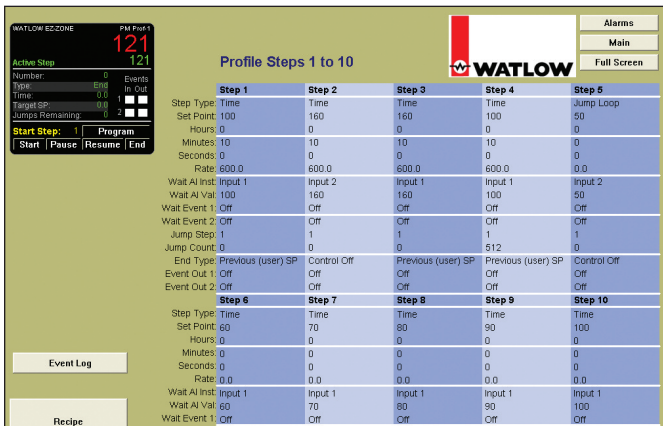 WATLOW EZ-ZONE PM Profi 1
121
Active Step 121
Number: 0 Events
Type: End In Out
Time: 0.0 1
Target SP: 0.0
Jumps Remaining: 0 2
Start Step: 1 Program
Start Pause Resume End
Profile Steps 1 to 10
WATLOW
Alarms
Main
Full Screen
Step 1 Step 2 Step 3 Step 4 Step 5
Step Type: Time Time Time Time Jump Loop
Set Point: 100 160 160 100 50
Hours: 0 0 0 0 0
Minutes: 10 10 10 10 0
Seconds: 0 0 0 0 0
Rate: 600.0 600.0 600.0 600.0 0.0
Wait AI Inst: Input 1 Input 2 Input 1 Input 1 Input 2
Wait AI Val: 100 160 160 100 50
Wait Event 1: Off Off Off Off Off
Wait Event 2: Off Off Off Off Off
Jump Step: 1 1 1 1 1
Jump Count: 0 0 0 512 0
End Type: Previous (user) SP Control Off Previous (user) SP Previous (user) SP Control Off
Event Out 1: Off Off Off Off Off
Event Out 2: Off Off Off Off Off
Step 6 Step 7 Step 8 Step 9 Step 10
Step Type: Time Time Time Time Time
Set Point: 60 70 80 90 100
Hours: 0 0 0 0 0
Minutes: 0 0 0 0 0
Seconds: 0 0 0 0 0
Rate: 0.0 0.0 0.0 0.0 0.0
Wait AI Inst: Input 1 Input 1 Input 1 Input 1 Input 1
Wait AI Val: 60 70 80 90 100
Wait Event 1: Off Off Off Off Off
Event Log
Recipe